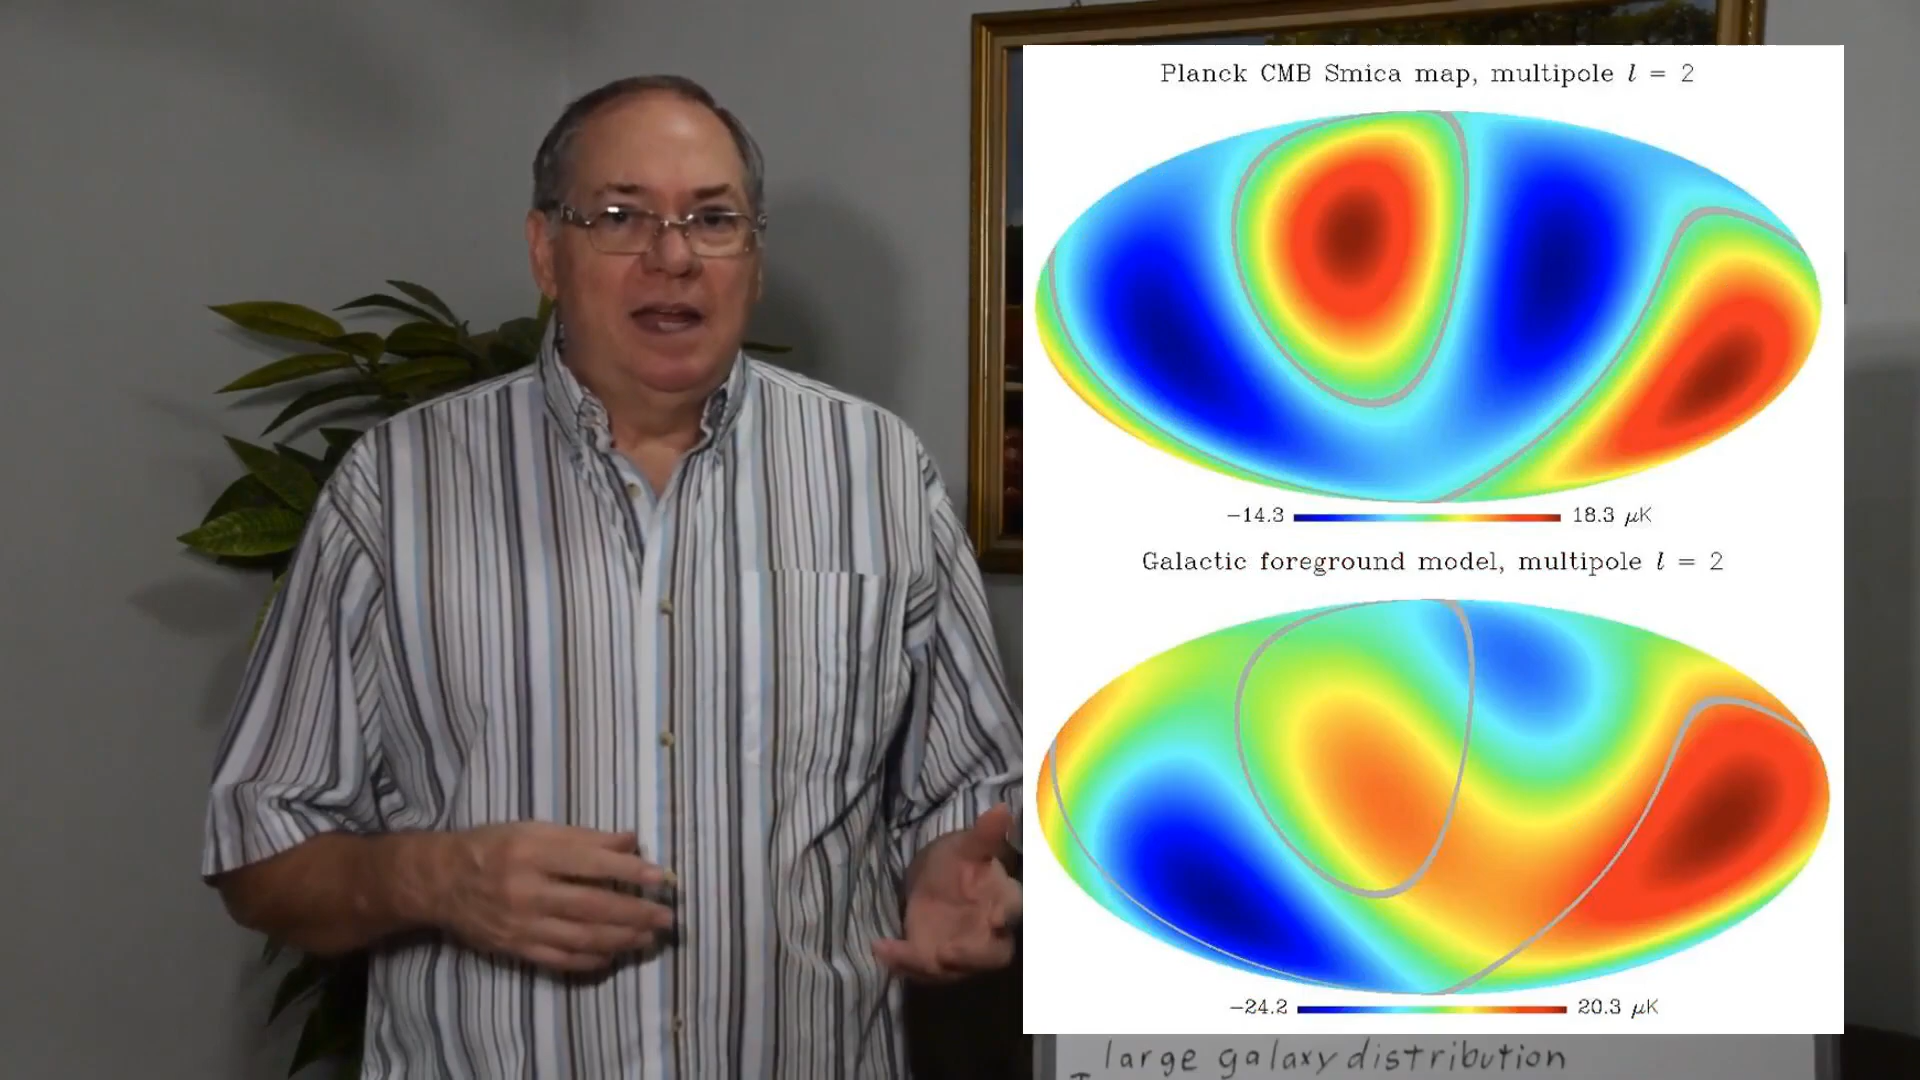 Planck CMB Smica map, multipole l = 2
−14.3 18.3 μK
Galactic foreground model, multipole l = 2
−24.2 20.3 μK
large galaxy distribution